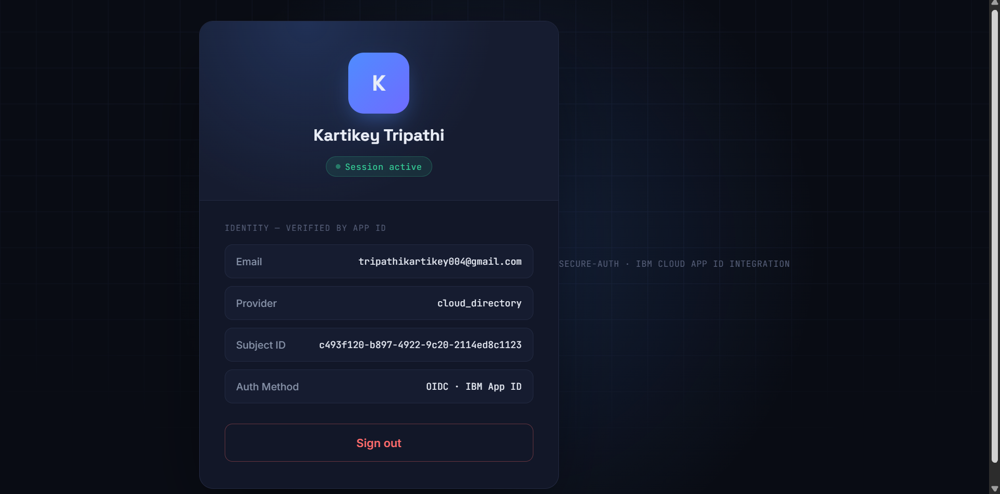 K
Kartikey Tripathi
Session active
IDENTITY — VERIFIED BY APP ID
Email tripathikartikey004@gmail.com
Provider cloud_directory
Subject ID c493f120-b897-4922-9c20-2114ed8c1123
Auth Method OIDC · IBM App ID
Sign out
SECURE-AUTH · IBM CLOUD APP ID INTEGRATION